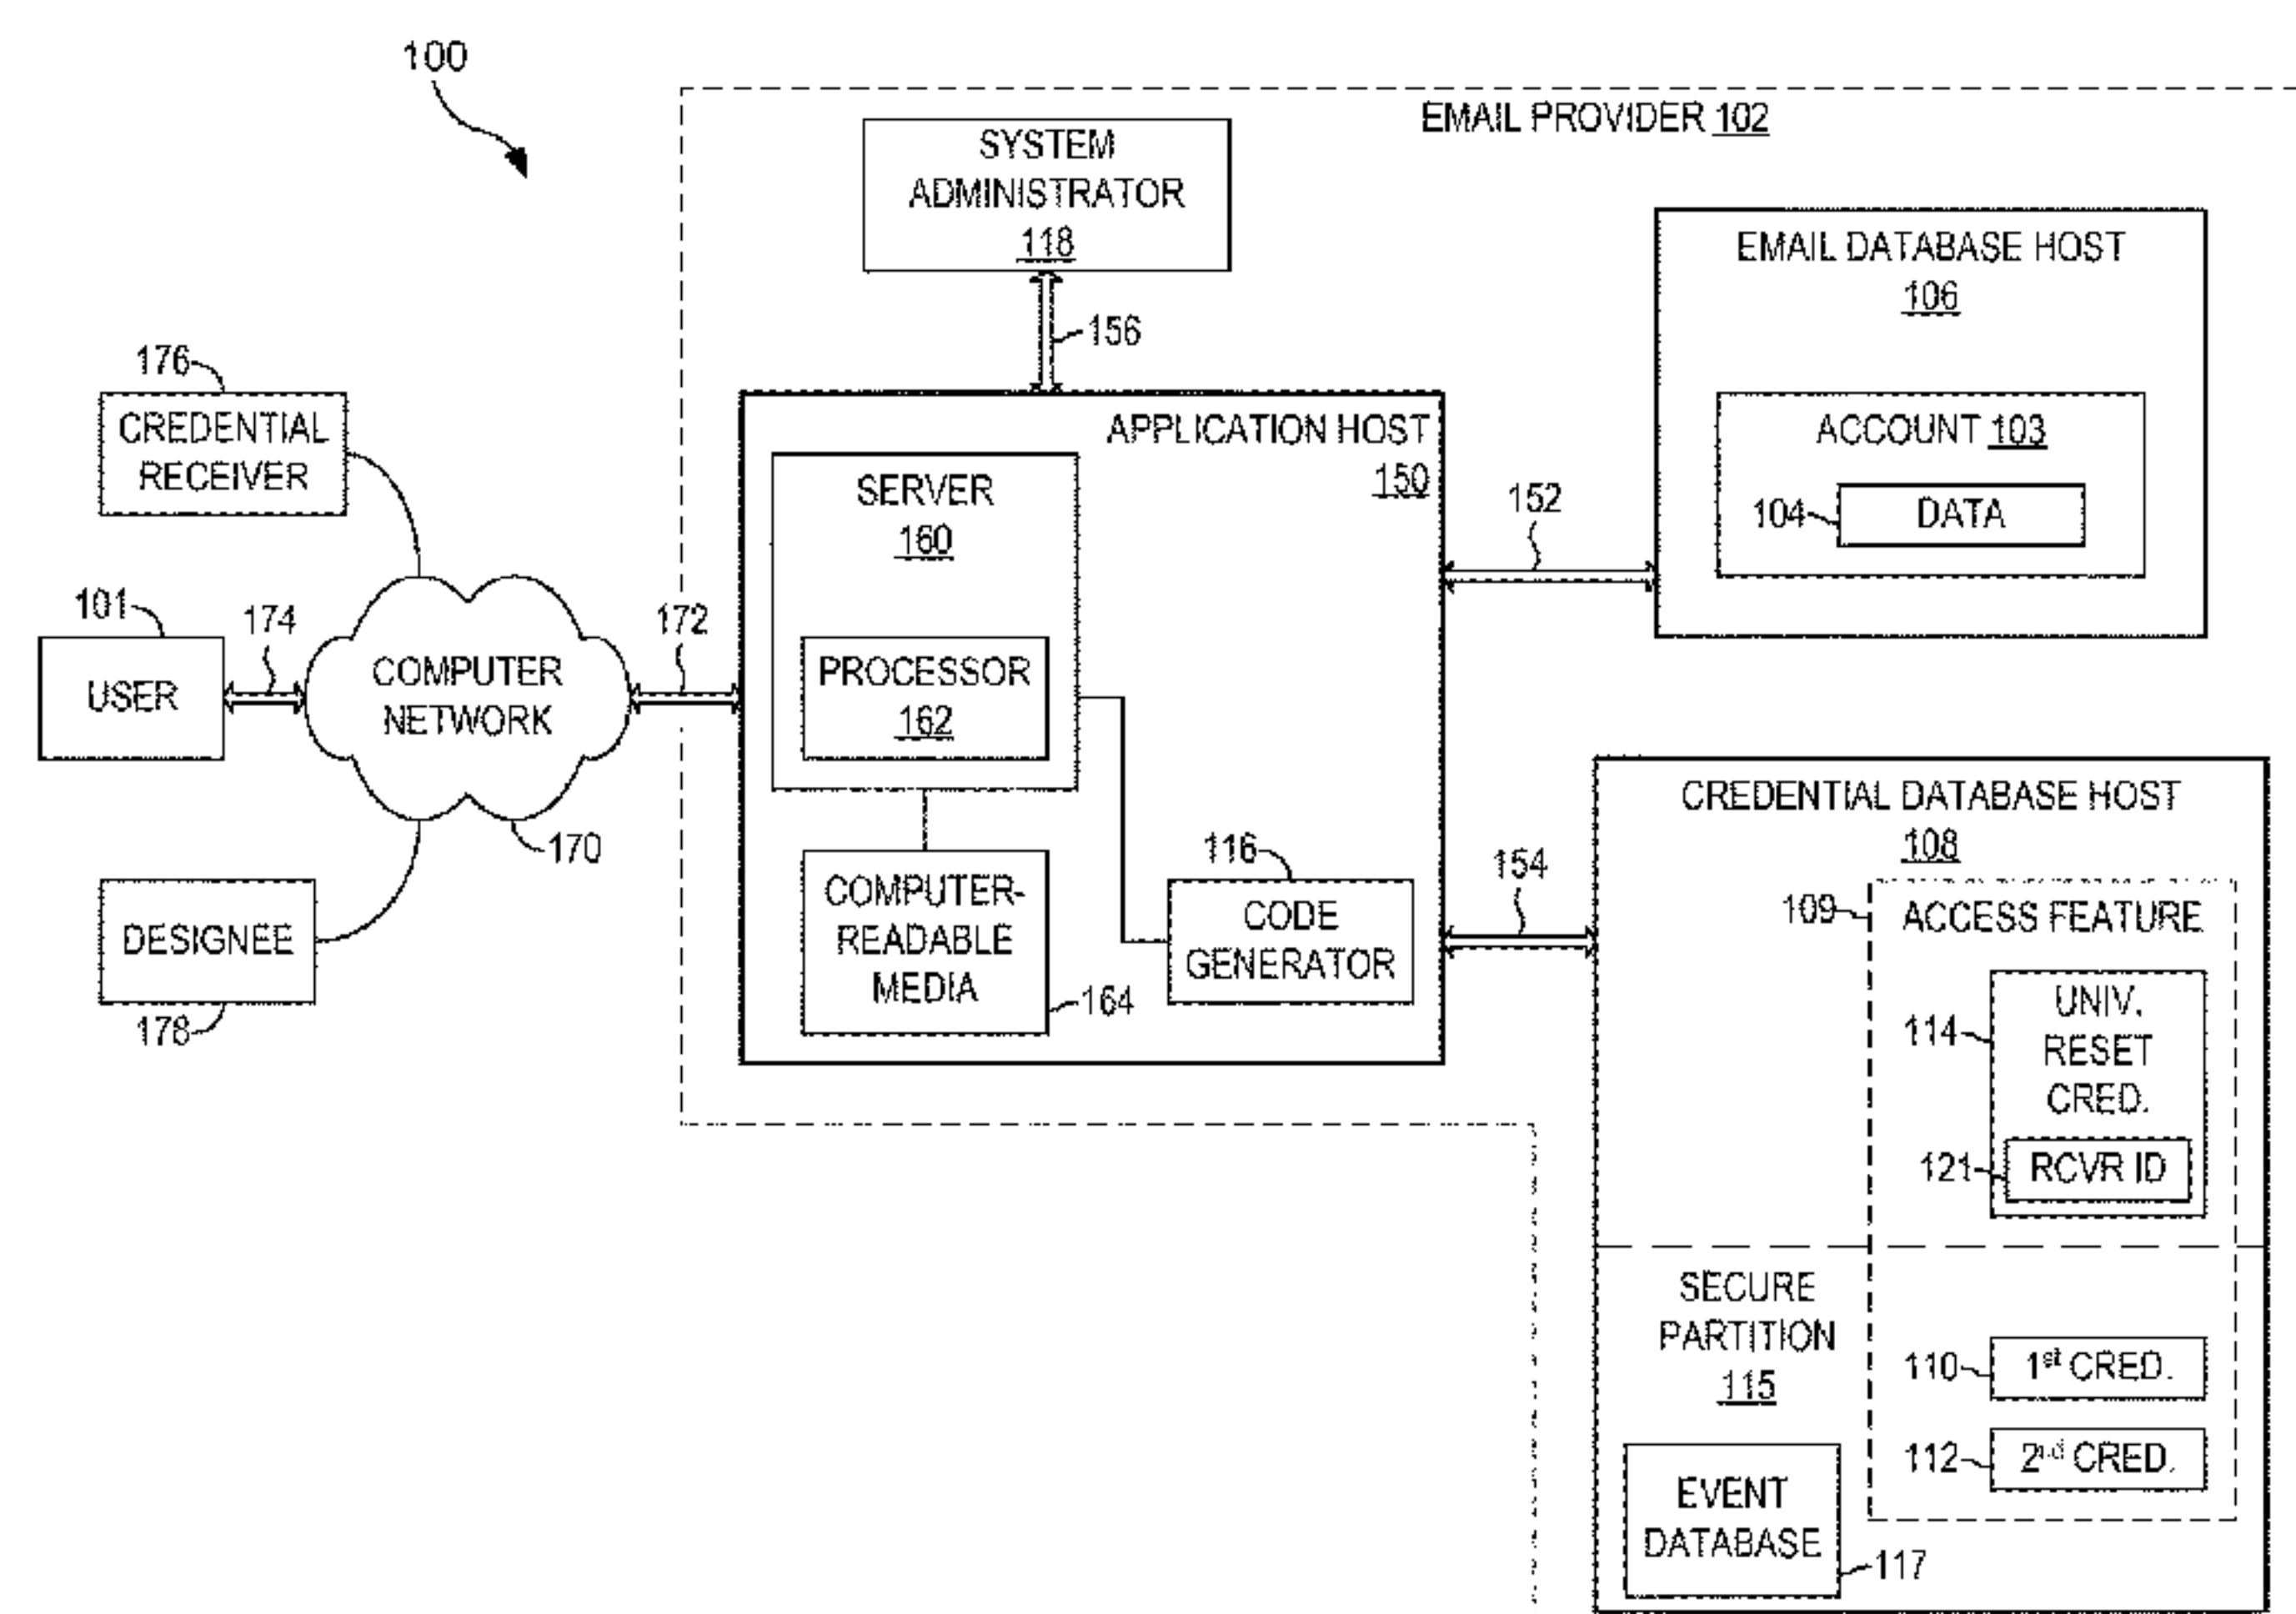 100
EMAIL PROVIDER 102
SYSTEM
ADMINISTRATOR
118
156
EMAIL DATABASE HOST
106
ACCOUNT 103
104
DATA
152
176
CREDENTIAL
RECEIVER
101
USER
174
COMPUTER
NETWORK
170
172
DESIGNEE
178
APPLICATION HOST
150
SERVER
160
PROCESSOR
162
COMPUTER-
READABLE
MEDIA
164
116
CODE
GENERATOR
154
CREDENTIAL DATABASE HOST
108
109
ACCESS FEATURE
114
UNIV.
RESET
CRED.
121
RCVR ID
SECURE
PARTITION
115
110
1st CRED.
112
2nd CRED.
EVENT
DATABASE
117